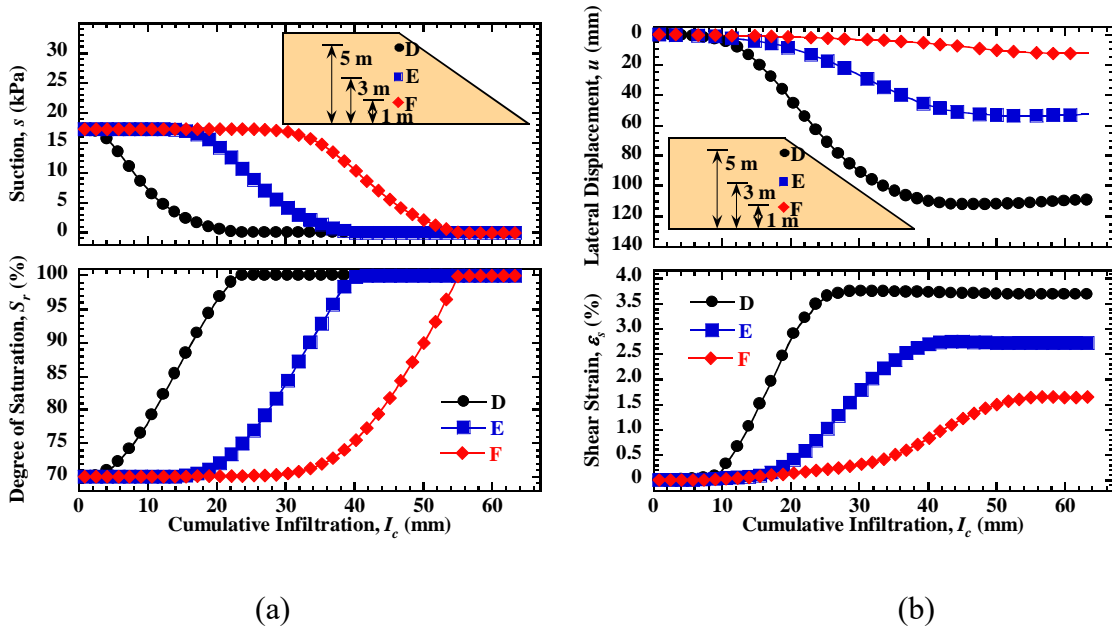 Suction, s (kPa)
30
25
20
15
10
5
0
5 m
3 m
1 m
D
E
F
Degree of Saturation, Sr (%)
100
95
90
85
80
75
70
D
E
F
0 10 20 30 40 50 60
Cumulative Infiltration, Ic (mm)
(a)
Lateral Displacement, u (mm)
0
20
40
60
80
100
120
140
5 m
3 m
1 m
D
E
F
Shear Strain, εs (%)
4.0
3.5
3.0
2.5
2.0
1.5
1.0
0.5
0
D
E
F
0 10 20 30 40 50 60
Cumulative Infiltration, Ic (mm)
(b)